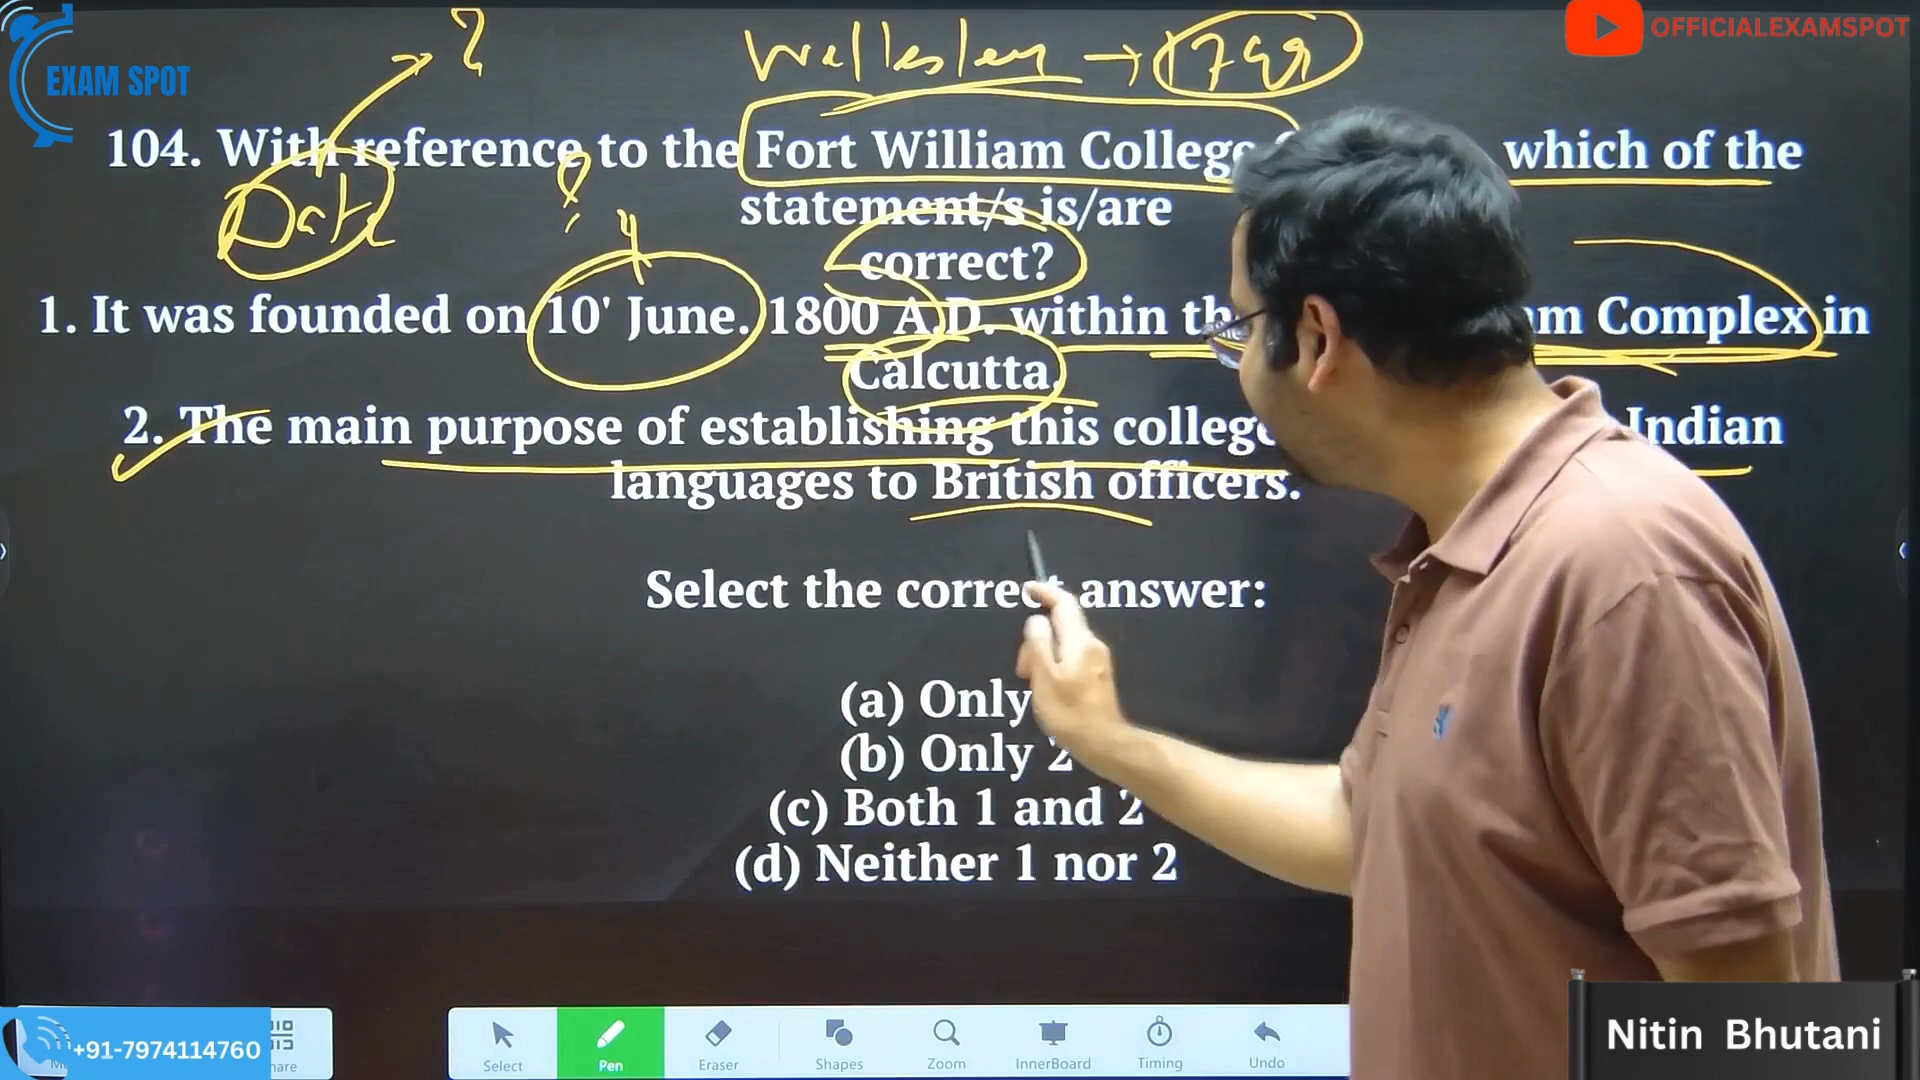 EXAM SPOT
OFFICIALEXAMSPOT
Wellesley → 1798
104. With reference to the Fort William College which of the
Date
statement/s is/are
correct?
1. It was founded on 10' June. 1800 A.D. within th am Complex in
Calcutta.
2. The main purpose of establishing this college Indian
languages to British officers.
Select the correct answer:
(a) Only
(b) Only 2
(c) Both 1 and 2
(d) Neither 1 nor 2
+91-7974114760
Select
Pen
Eraser
Shapes
Zoom
InnerBoard
Timing
Undo
Nitin Bhutani